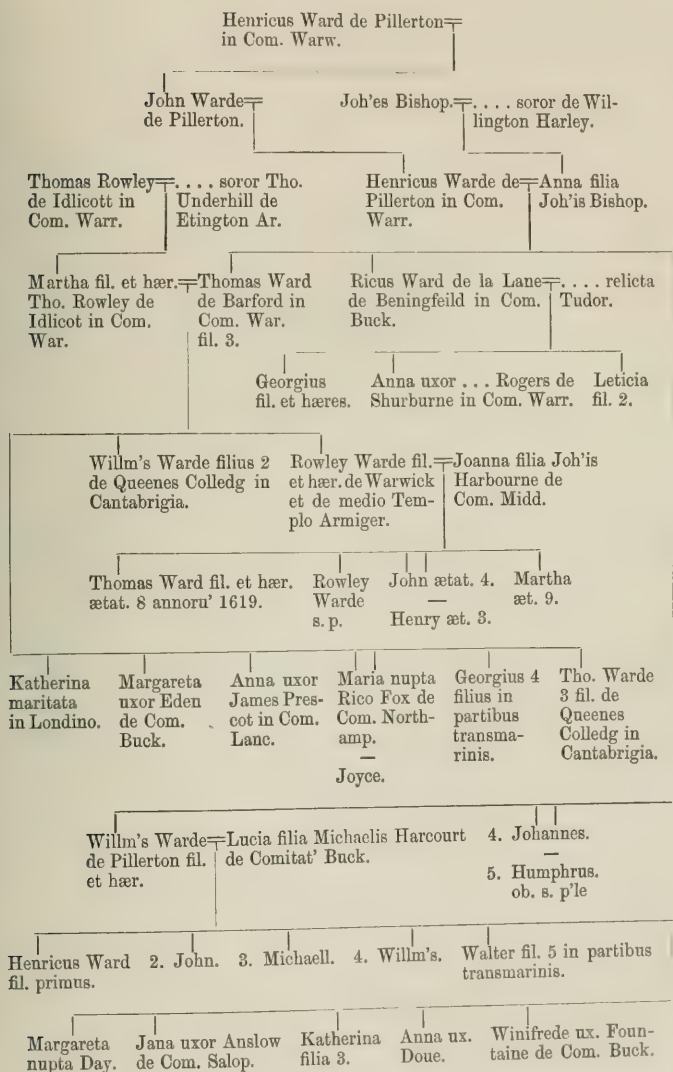 Henricus Ward de Pillerton
in Com. Warw.
John Warde
de Pillerton.
Joh'es Bishop.
. . . . soror de Wil-
lington Harley.
Thomas Rowley
de Idlicott in
Com. Warr.
. . . . soror Tho.
Underhill de
Etington Ar.
Henricus Warde de
Pillerton in Com.
Warr.
Anna filia
Joh'is Bishop.
Martha fil. et hær.
Tho. Rowley de
Idlicot in Com.
War.
Thomas Ward
de Barford in
Com. War.
fil. 3.
Ricus Ward de la Lane
de Beningfeild in Com.
Buck.
. . . . relicta
Tudor.
Georgius
fil. et hæres.
Anna uxor . . . Rogers de
Shurburne in Com. Warr.
Leticia
fil. 2.
Willm's Warde filius 2
de Queenes Colledg in
Cantabrigia.
Rowley Warde fil.
et hær. de Warwick
et de medio Tem-
plo Armiger.
Joanna filia Joh'is
Harbourne de
Com. Midd.
Thomas Ward fil. et hær.
ætat. 8 annoru' 1619.
Rowley
Warde
s. p.
John ætat. 4.
—
Henry æt. 3.
Martha
æt. 9.
Katherina
maritata
in Londino.
Margareta
uxor Eden
de Com.
Buck.
Anna uxor
James Pres-
cot in Com.
Lanc.
Maria nupta
Rico Fox de
Com. North-
amp.
—
Joyce.
Georgius 4
filius in
partibus
transma-
rinis.
Tho. Warde
3 fil. de
Queenes
Colledg in
Cantabrigia.
Willm's Warde
de Pillerton fil.
et hær.
Lucia filia Michaelis Harcourt
de Comitat' Buck.
4. Johannes.
—
5. Humphrus.
ob. s. p'le
Henricus Ward
fil. primus.
2. John.
3. Michaell.
4. Willm's.
Walter fil. 5 in partibus
transmarinis.
Margareta
nupta Day.
Jana uxor Anslow
de Com. Salop.
Katherina
filia 3.
Anna ux.
Doue.
Winifrede ux. Foun-
taine de Com. Buck.